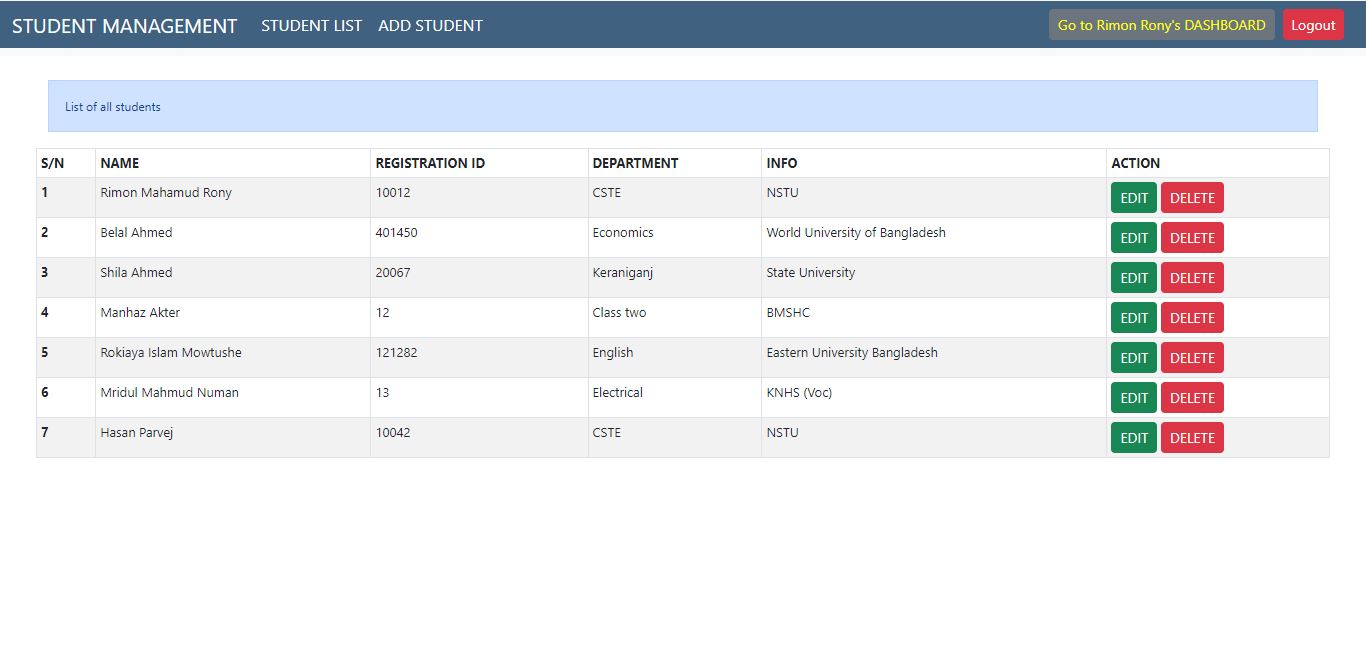 STUDENT MANAGEMENT STUDENT LIST ADD STUDENT Go to Rimon Rony's DASHBOARD Logout
List of all students
S/N NAME REGISTRATION ID DEPARTMENT INFO ACTION
1 Rimon Mahamud Rony 10012 CSTE NSTU EDIT DELETE
2 Belal Ahmed 401450 Economics World University of Bangladesh EDIT DELETE
3 Shila Ahmed 20067 Keraniganj State University EDIT DELETE
4 Manhaz Akter 12 Class two BMSHC EDIT DELETE
5 Rokiaya Islam Mowtushe 121282 English Eastern University Bangladesh EDIT DELETE
6 Mridul Mahmud Numan 13 Electrical KNHS (Voc) EDIT DELETE
7 Hasan Parvej 10042 CSTE NSTU EDIT DELETE